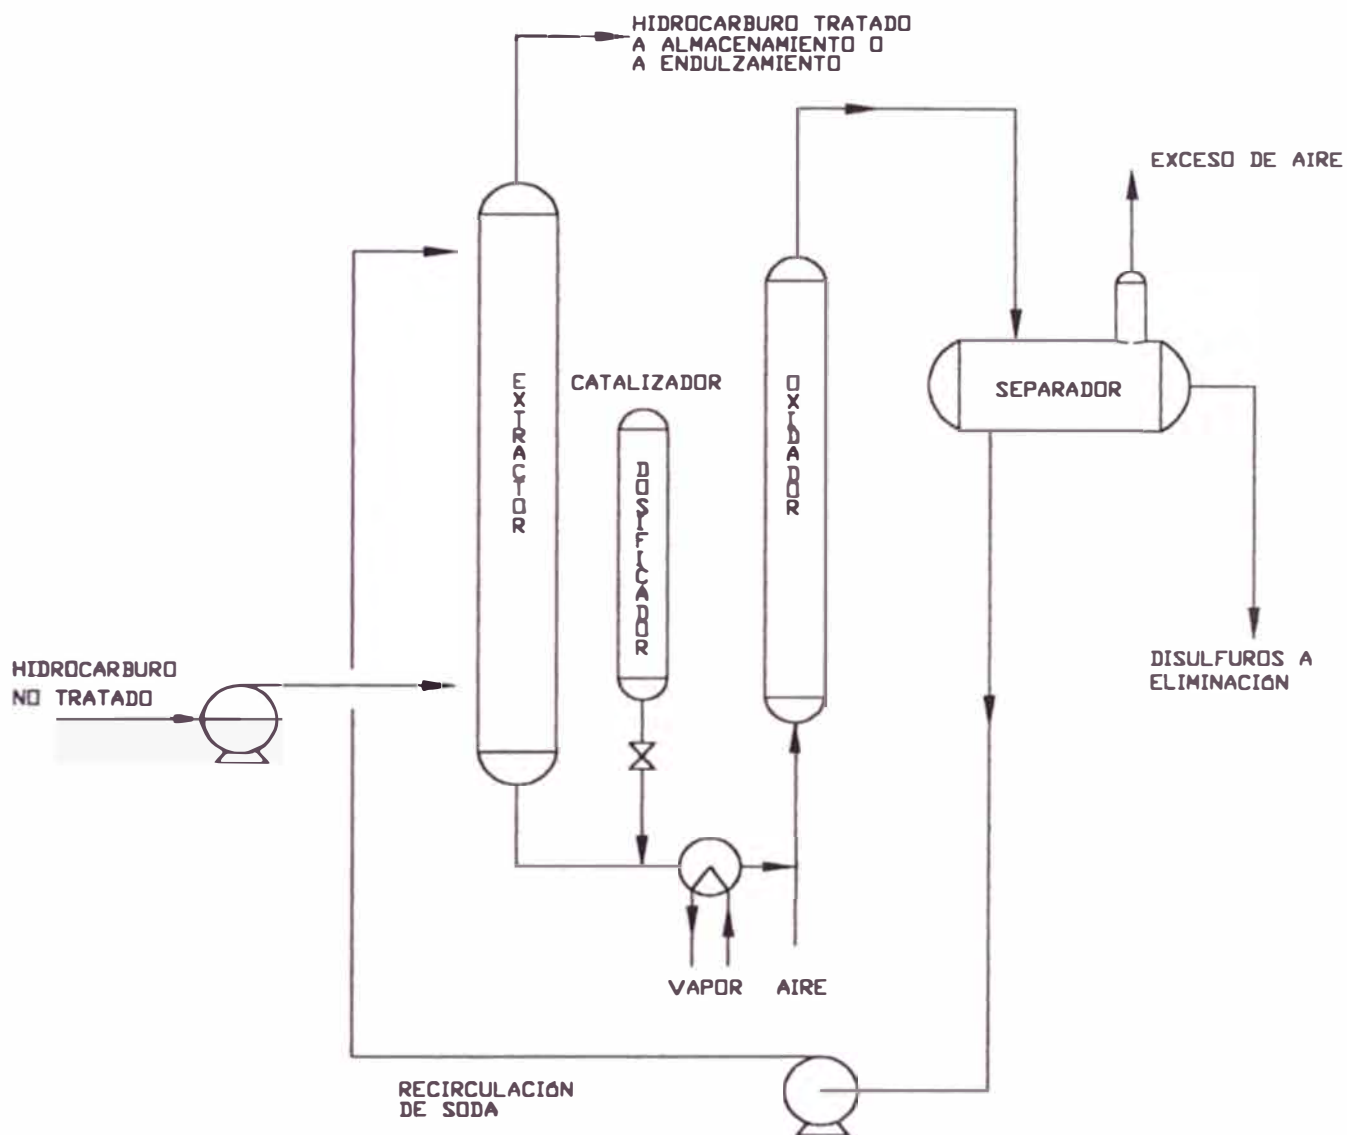 HIDROCARBURO TRATADO
A ALMACENAMIENTO O
A ENDULZAMIENTO
EXCESO DE AIRE
EXTRACTOR
CATALIZADOR
DOSIFICADOR
OXIDADOR
SEPARADOR
HIDROCARBURO
NO TRATADO
DISULFUROS A
ELIMINACIÓN
VAPOR
AIRE
RECIRCULACIÓN
DE SODA